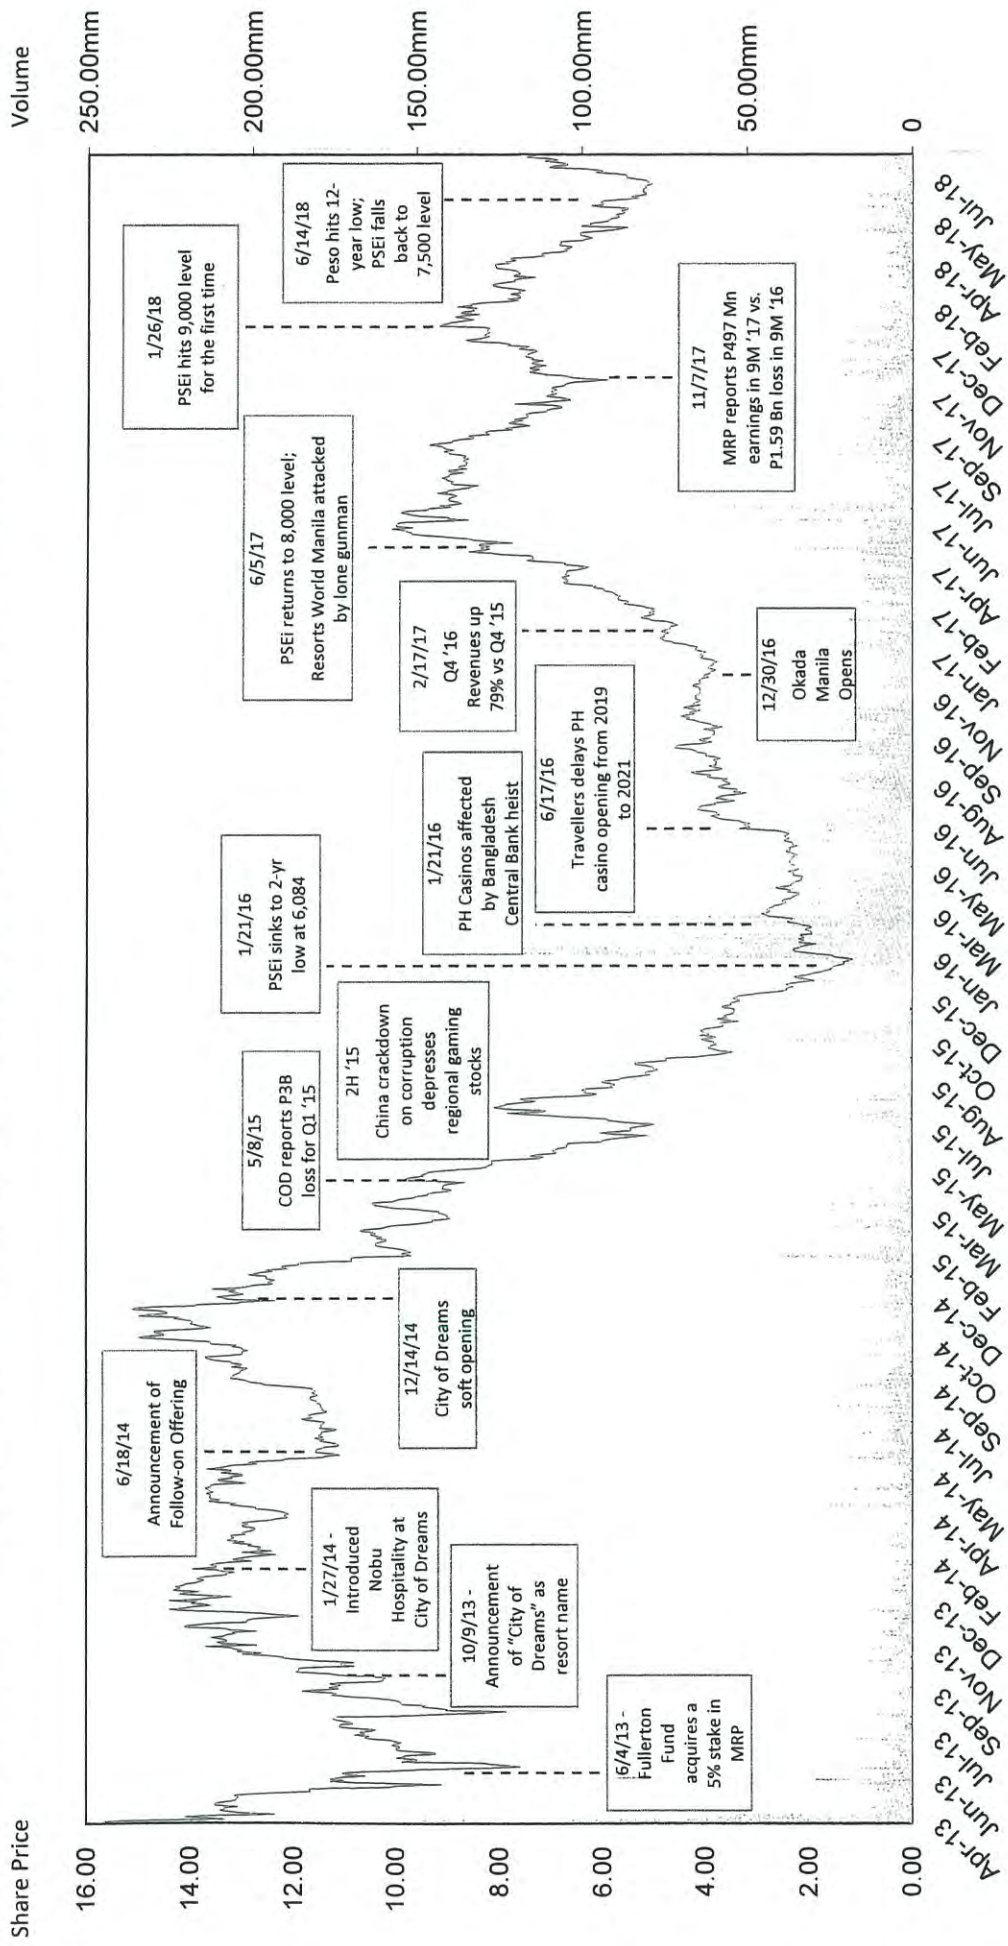 Share Price
Volume
16.00
14.00
12.00
10.00
8.00
6.00
4.00
2.00
0.00
250.00mm
200.00mm
150.00mm
100.00mm
50.00mm
0
6/4/13 -
Fullerton
Fund
acquires a
5% stake in
MRP
10/9/13 -
Announcement
of "City of
Dreams" as
resort name
1/27/14 -
Introduced
Nobu
Hospitality at
City of Dreams
6/18/14
Announcement of
Follow-on Offering
12/14/14
City of Dreams
soft opening
5/8/15
COD reports P3B
loss for Q1 '15
2H '15
China crackdown
on corruption
depresses
regional gaming
stocks
1/21/16
PSEi sinks to 2-yr
low at 6,084
1/21/16
PH Casinos affected
by Bangladesh
Central Bank heist
6/17/16
Travellers delays PH
casino opening from 2019
to 2021
12/30/16
Okada
Manila
Opens
2/17/17
Q4 '16
Revenues up
79% vs Q4 '15
6/5/17
PSEi returns to 8,000 level;
Resorts World Manila attacked
by lone gunman
11/7/17
MRP reports P497 Mn
earnings in 9M '17 vs.
P1.59 Bn loss in 9M '16
1/26/18
PSEi hits 9,000 level
for the first time
6/14/18
Peso hits 12-
year low;
PSEi falls
back to
7,500 level
Apr-13
Jun-13
Jul-13
Sep-13
Nov-13
Dec-13
Feb-14
Apr-14
May-14
Jul-14
Sep-14
Oct-14
Dec-14
Feb-15
Mar-15
May-15
Jul-15
Aug-15
Oct-15
Dec-15
Jan-16
Mar-16
May-16
Jun-16
Aug-16
Sep-16
Nov-16
Jan-17
Feb-17
Apr-17
Jun-17
Jul-17
Sep-17
Nov-17
Dec-17
Feb-18
Apr-18
May-18
Jul-18